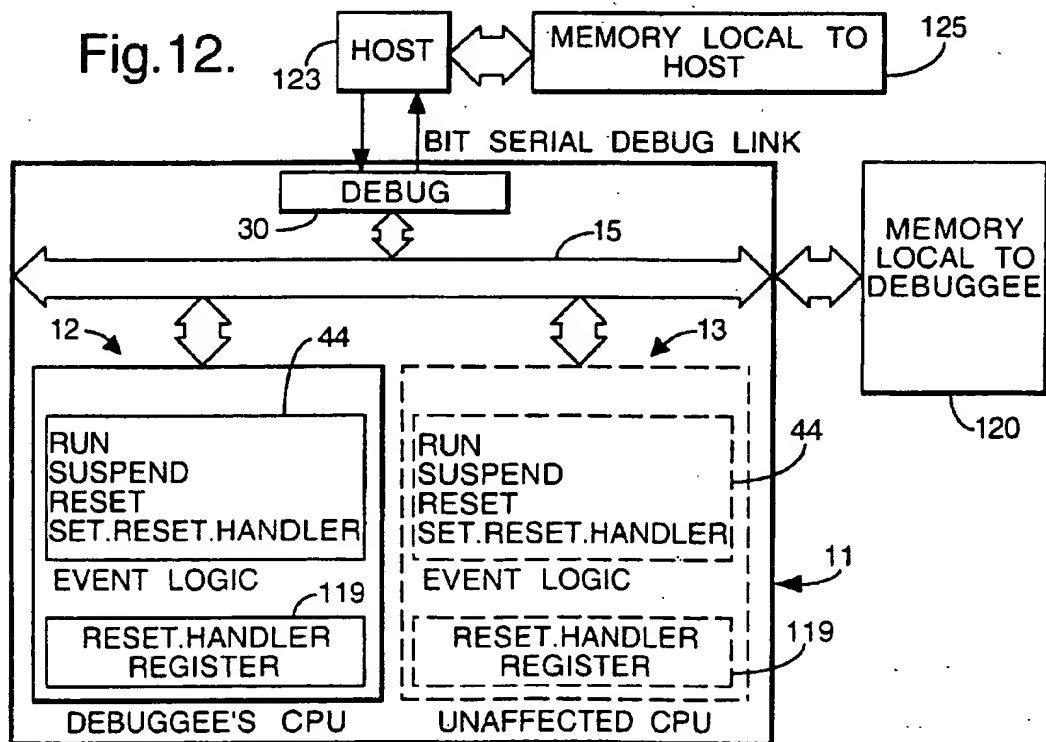 Fig.12.
HOST
123
MEMORY LOCAL TO
HOST
125
BIT SERIAL DEBUG LINK
DEBUG
30
15
MEMORY
LOCAL TO
DEBUGGEE
120
12
44
13
RUN
SUSPEND
RESET
SET.RESET.HANDLER
EVENT LOGIC
119
RESET.HANDLER
REGISTER
DEBUGGEE'S CPU
RUN
SUSPEND
RESET
SET.RESET.HANDLER
44
EVENT LOGIC
11
RESET.HANDLER
REGISTER
119
UNAFFECTED CPU